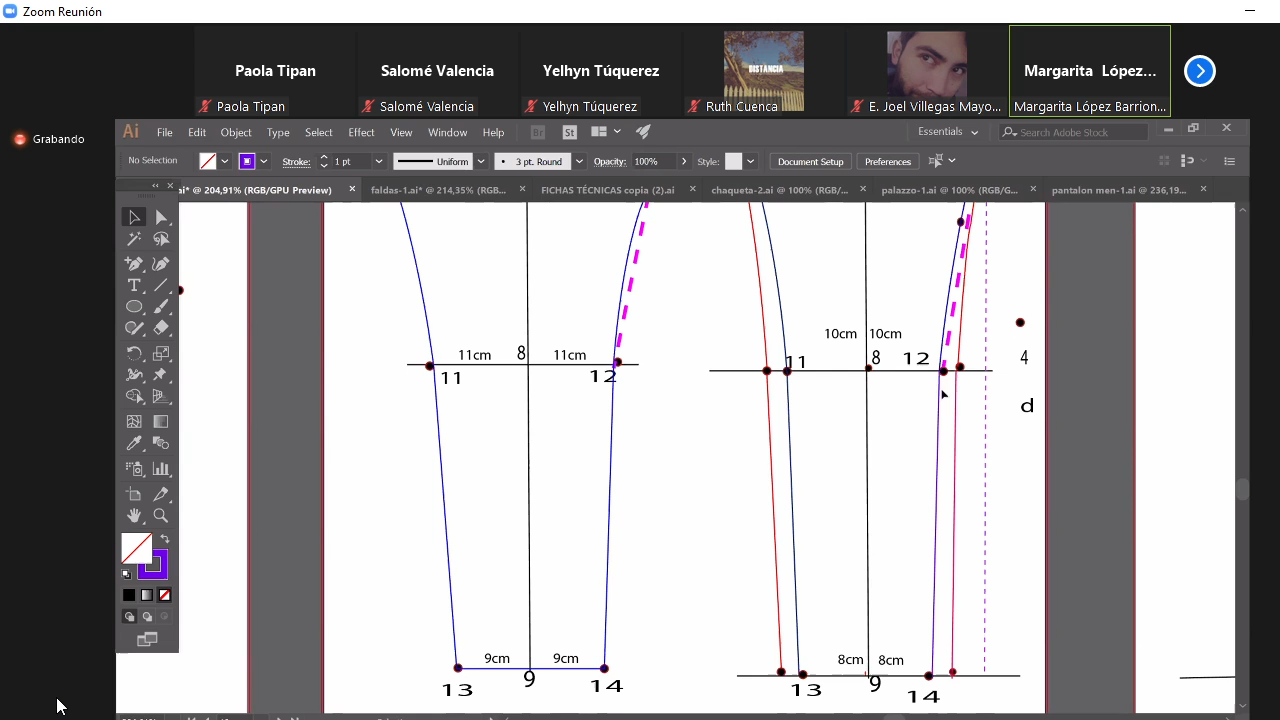 Zoom Reunión
Paola Tipan
Salomé Valencia
Yelhyn Túquerez
DISTANCIA
Margarita López...
Paola Tipan
Salomé Valencia
Yelhyn Túquerez
Ruth Cuenca
E. Joel Villegas Mayo...
Margarita López Barrion...
Grabando
Ai File Edit Object Type Select Effect View Window Help Br St Essentials Search Adobe Stock
No Selection Stroke: 1 pt Uniform 3 pt. Round Opacity: 100% Style: Document Setup Preferences
ai* @ 204,91% (RGB/GPU Preview) faldas-1.ai* @ 214,35% (RGB... FICHAS TÉCNICAS copia (2).ai chaqueta-2.ai @ 100% (RGB/... palazzo-1.ai @ 100% (RGB/G... pantalon men-1.ai @ 236,19...
11cm 8 11cm
11 12
9cm 9cm
13 9 14
10cm 10cm
11 8 12
4
d
8cm 8cm
13 9 14